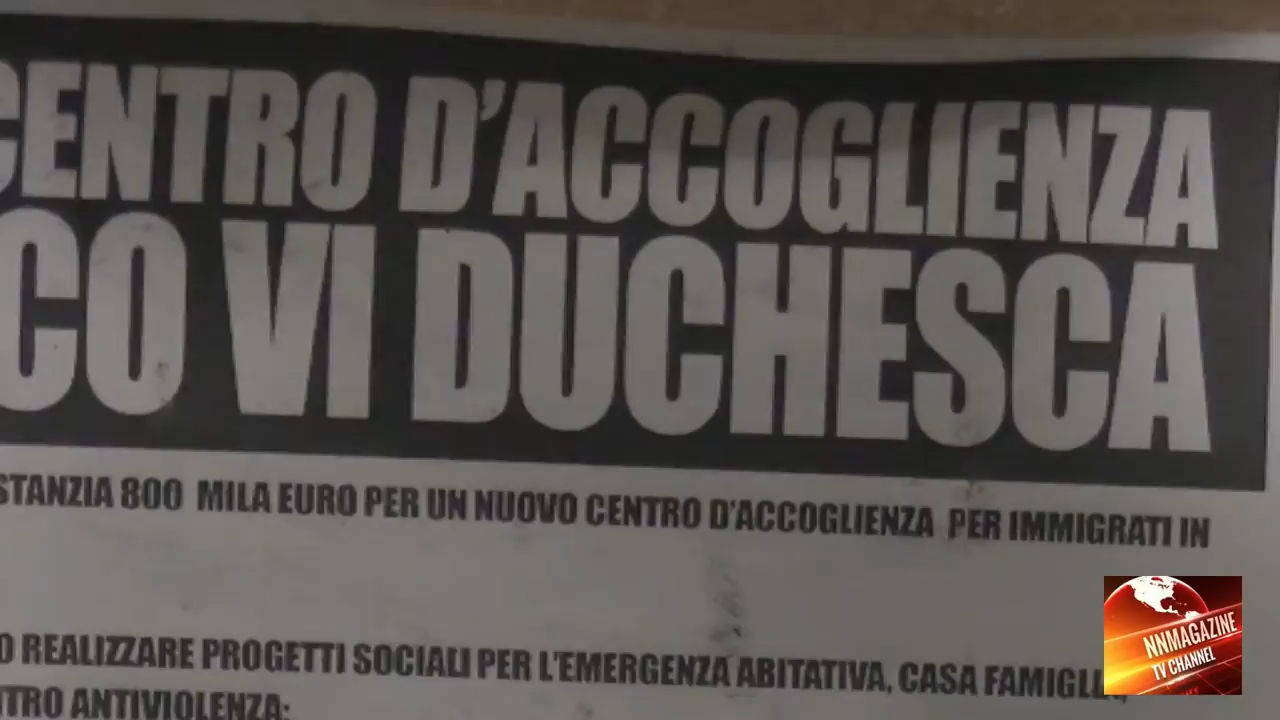 CENTRO D'ACCOGLIENZA
CO VI DUCHESCA
STANZIA 800 MILA EURO PER UN NUOVO CENTRO D'ACCOGLIENZA PER IMMIGRATI IN
O REALIZZARE PROGETTI SOCIALI PER L'EMERGENZA ABITATIVA, CASA FAMIGLIA,
TRO ANTIVIOLENZA:
NNMAGAZINE
TV CHANNEL